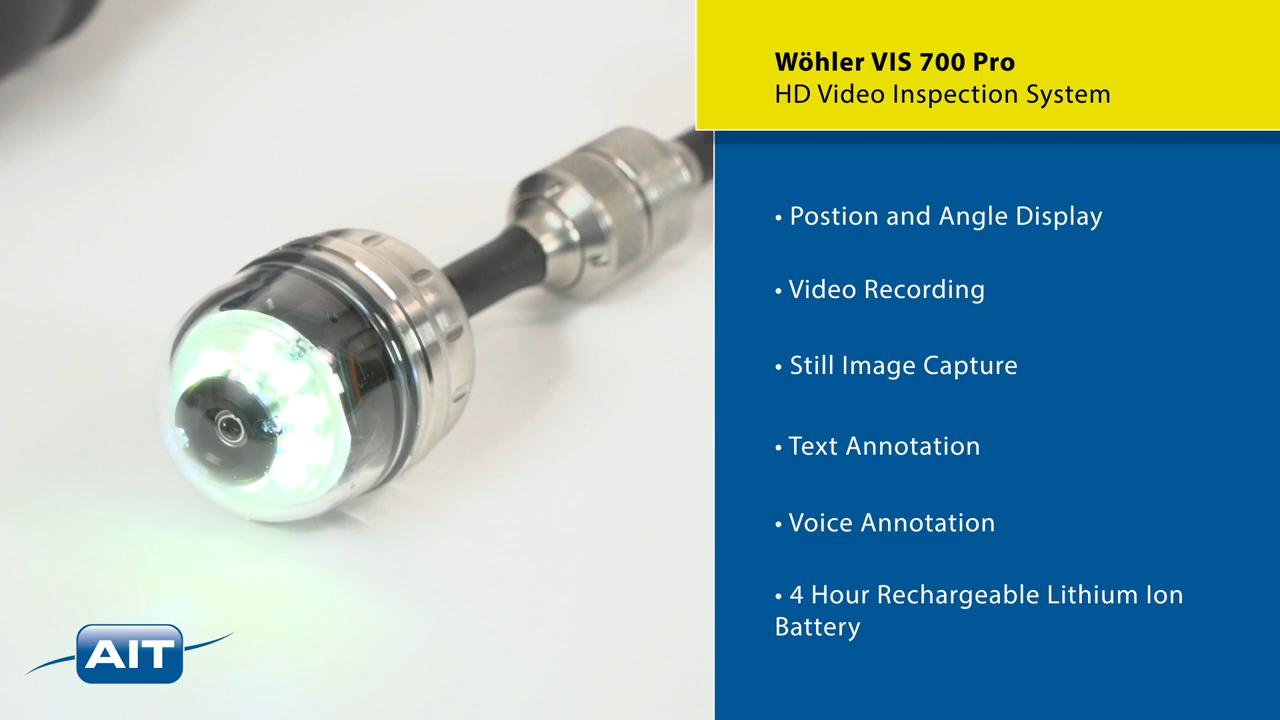 Wöhler VIS 700 Pro
HD Video Inspection System
• Postion and Angle Display
• Video Recording
• Still Image Capture
• Text Annotation
• Voice Annotation
• 4 Hour Rechargeable Lithium Ion
Battery
AIT